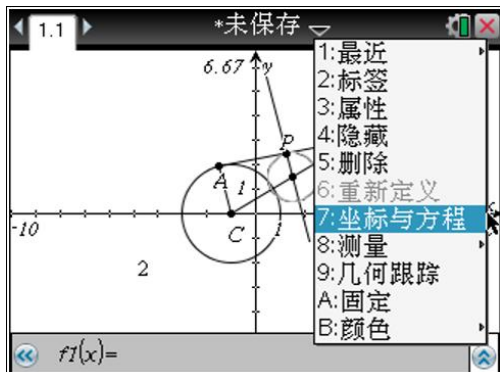 1.1
*未保存
6.67 y
1:最近
2:标签
3:属性
4:隐藏
5:删除
6:重新定义
7:坐标与方程
8:测量
9:几何跟踪
A:固定
B:颜色
P
A
1
-10
C
1
2
f1(x)=